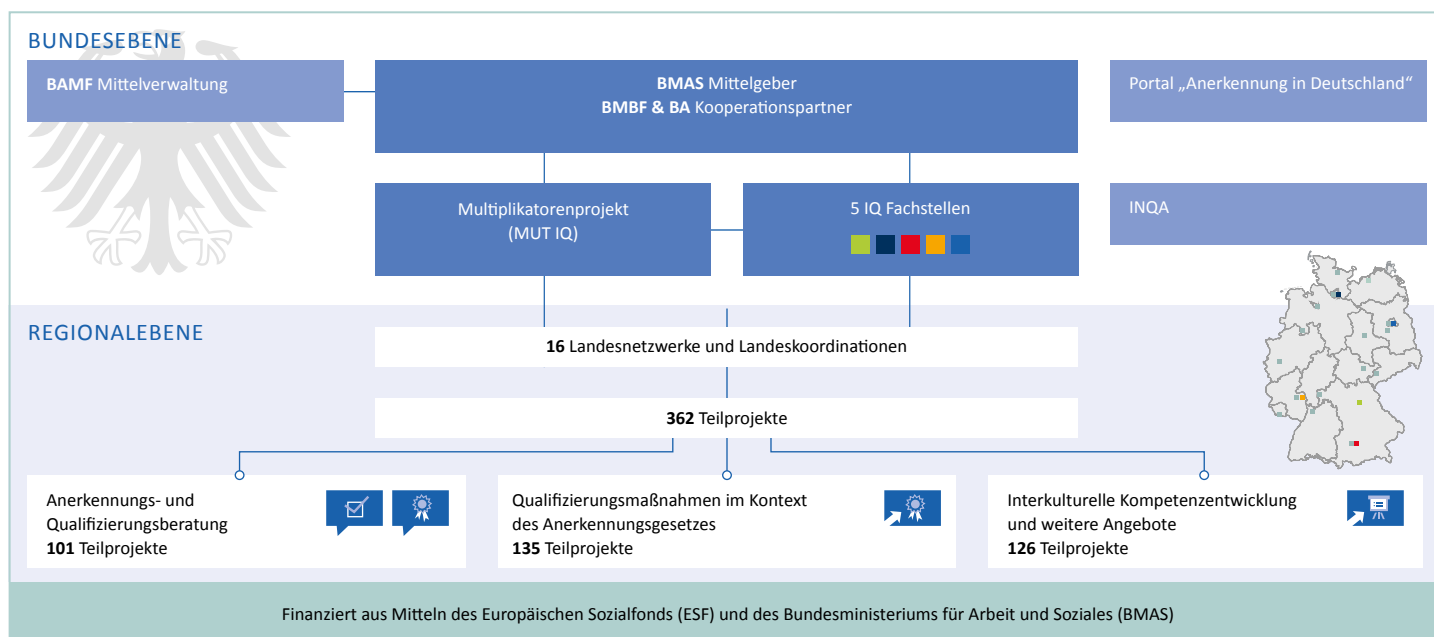 BUNDESEBENE
BAMF Mittelverwaltung
BMAS Mittelgeber
BMBF & BA Kooperationspartner
Portal „Anerkennung in Deutschland“
Multiplikatorenprojekt
(MUT IQ)
5 IQ Fachstellen
INQA
REGIONALEBENE
16 Landesnetzwerke und Landeskoordinationen
362 Teilprojekte
Anerkennungs- und
Qualifizierungsberatung
101 Teilprojekte
Qualifizierungsmaßnahmen im Kontext
des Anerkennungsgesetzes
135 Teilprojekte
Interkulturelle Kompetenzentwicklung
und weitere Angebote
126 Teilprojekte
Finanziert aus Mitteln des Europäischen Sozialfonds (ESF) und des Bundesministeriums für Arbeit und Soziales (BMAS)